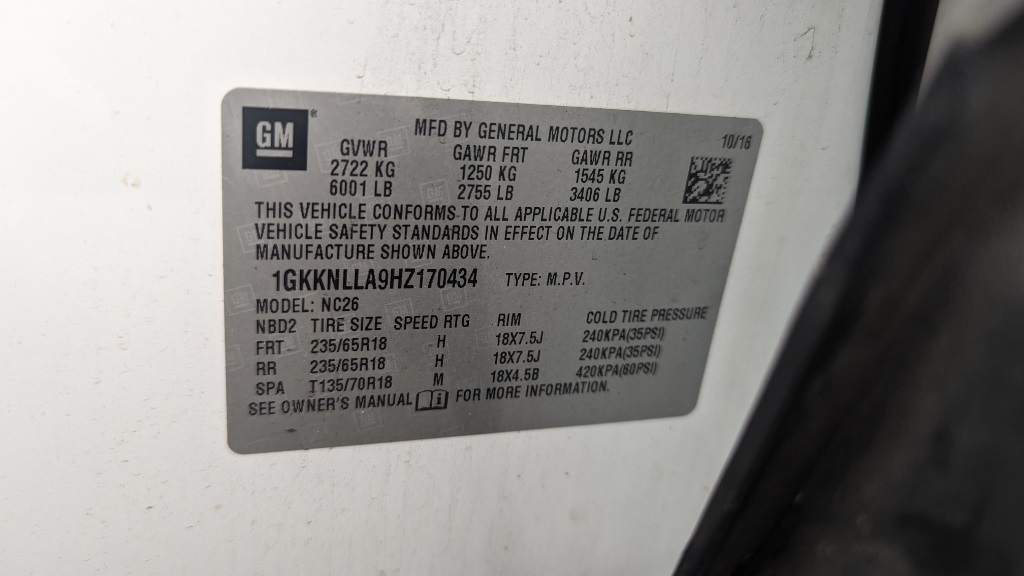 GM ®
MFD BY GENERAL MOTORS LLC 10/16
GVWR GAWR FRT GAWR RR
2722 KG 1250 KG 1545 KG
6001 LB 2755 LB 3406 LB
THIS VEHICLE CONFORMS TO ALL APPLICABLE U.S. FEDERAL MOTOR
VEHICLE SAFETY STANDARDS IN EFFECT ON THE DATE OF
MANUFACTURE SHOWN ABOVE.
1GKKNLLA9HZ170434 TYPE: M.P.V.
MODEL: NC26
NBD2 TIRE SIZE SPEED RTG RIM COLD TIRE PRESSURE
FRT 235/65R18 H 18X7.5J 240KPA(35PSI)
RR 235/65R18 H 18X7.5J 240KPA(35PSI)
SPA T135/70R18 M 18X4.5B 420KPA(60PSI)
SEE OWNER'S MANUAL FOR MORE INFORMATION.